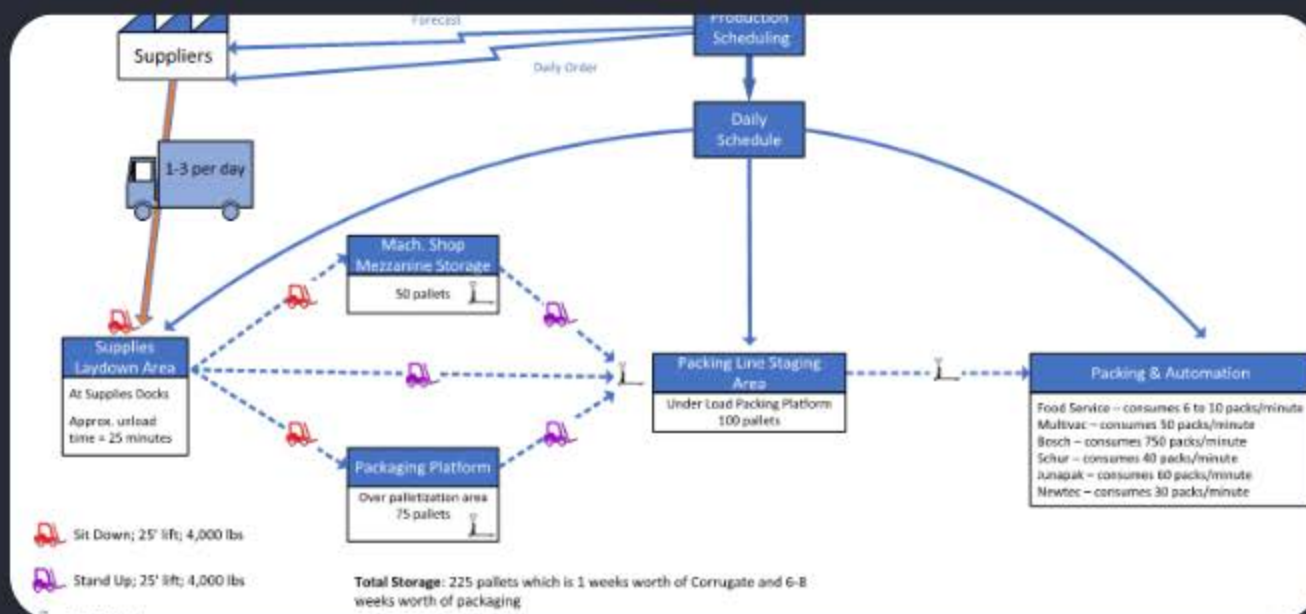 Forecast
Production
Scheduling
Suppliers
Daily Order
Daily
Schedule
1-3 per day
Mach. Shop
Mezzanine Storage
50 pallets
Supplies
Laydown Area
At Supplies Docks
Approx. unload
time = 25 minutes
Packing Line Staging
Area
Under Load Packing Platform
100 pallets
Packing & Automation
Food Service – consumes 6 to 10 packs/minute
Multivac – consumes 50 packs/minute
Bosch – consumes 750 packs/minute
Schur – consumes 40 packs/minute
Junapak – consumes 60 packs/minute
Newtec – consumes 30 packs/minute
Packaging Platform
Over palletization area
75 pallets
Sit Down; 25' lift; 4,000 lbs
Stand Up; 25' lift; 4,000 lbs
Total Storage: 225 pallets which is 1 weeks worth of Corrugate and 6-8
weeks worth of packaging